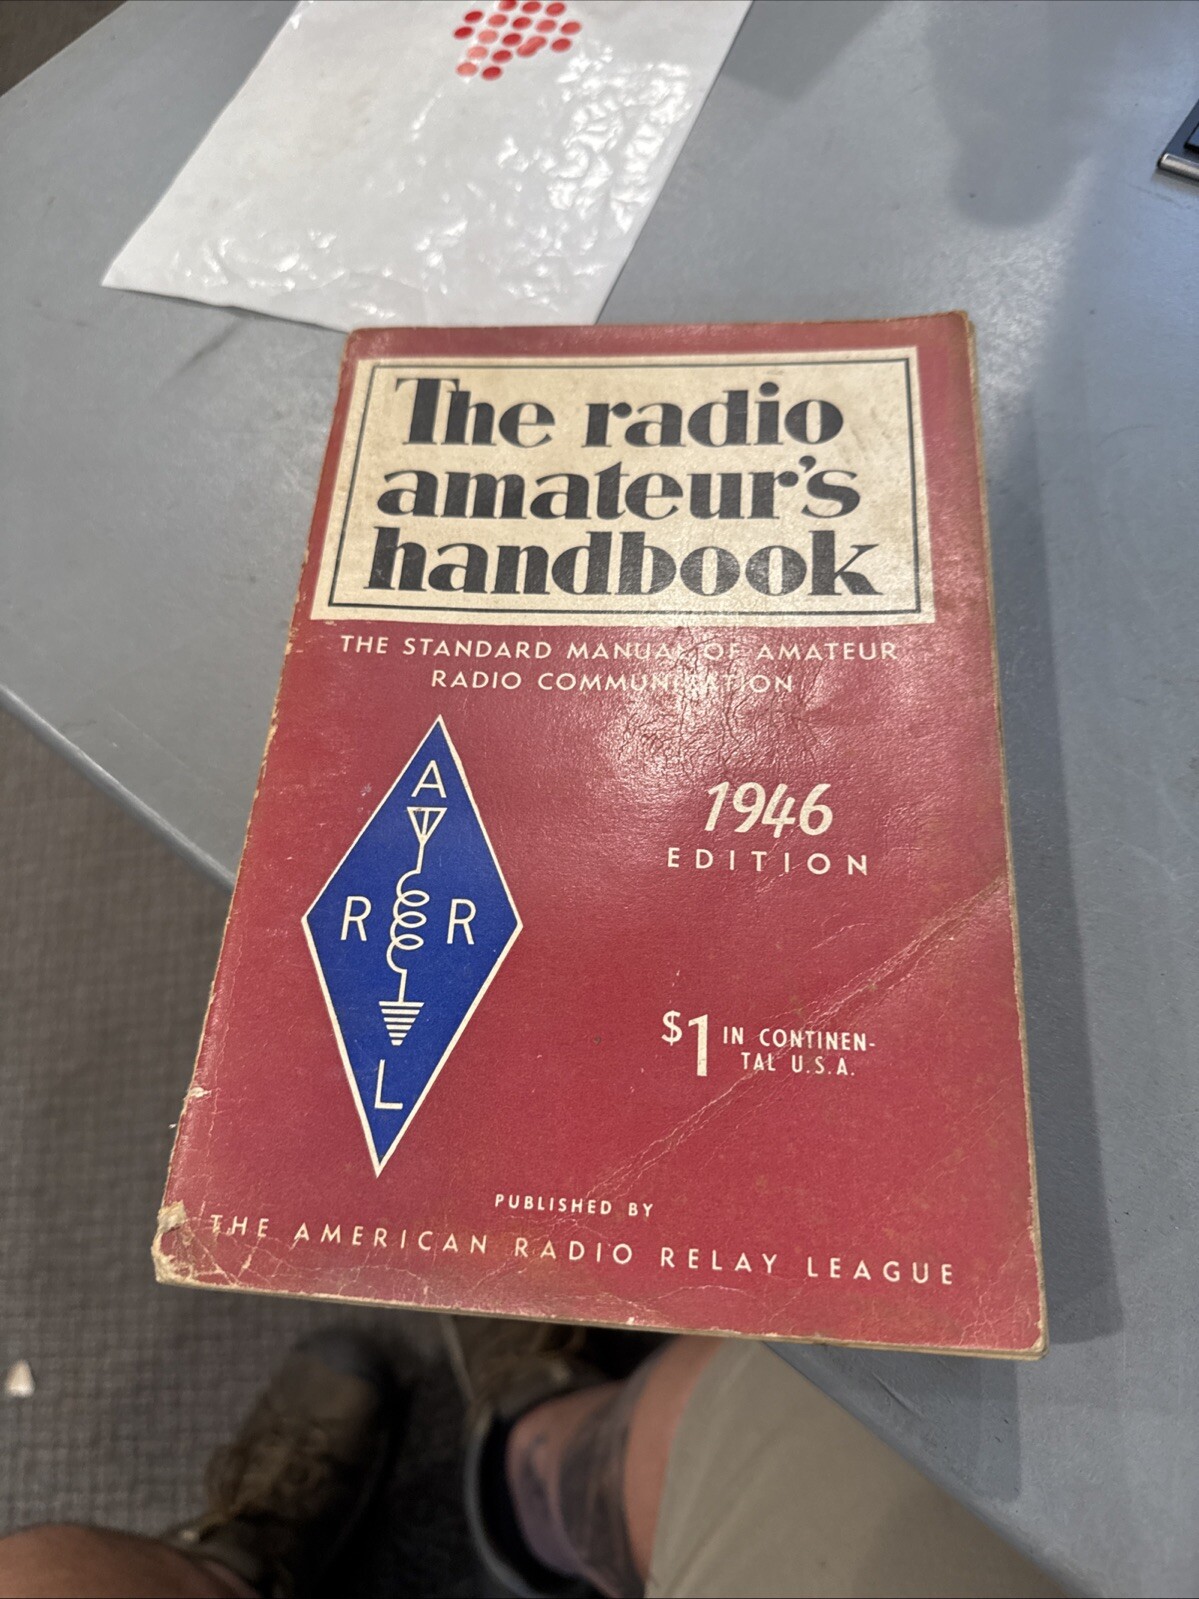 The radio
amateur's
handbook
THE STANDARD MANUAL OF AMATEUR
RADIO COMMUNICATION
A
R R
L
1946
EDITION
$1 IN CONTINEN-
TAL U.S.A.
PUBLISHED BY
THE AMERICAN RADIO RELAY LEAGUE